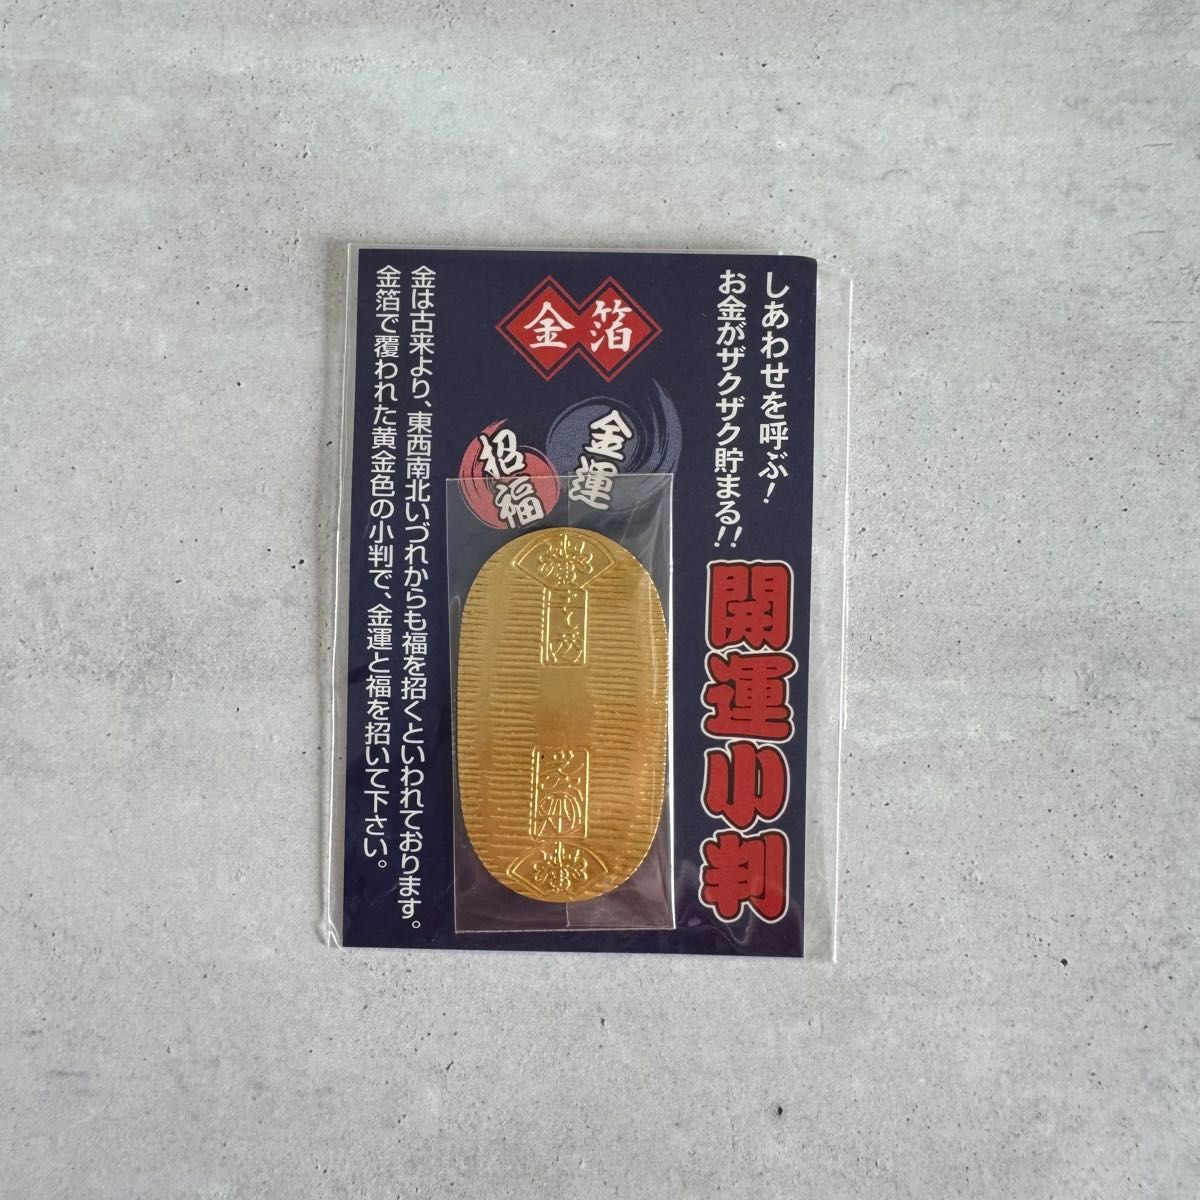 しあわせを呼ぶ!
お金がザクザク貯まる!!
開運小判
金箔
金運
招福
金は古来より、東西南北いづれからも福を招くといわれております。
金箔で覆われた黄金色の小判で、金運と福を招いて下さい。